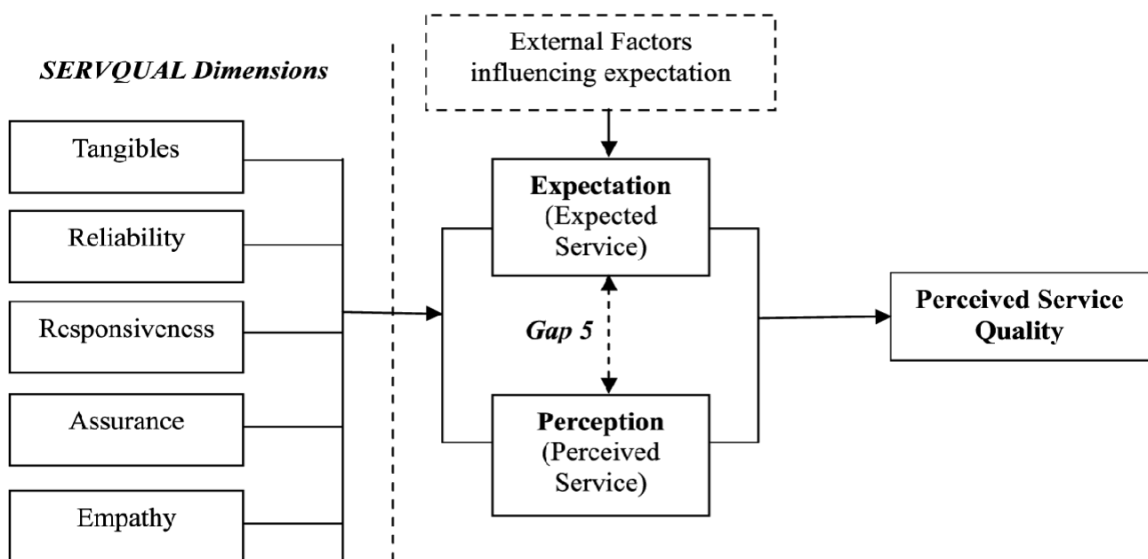 SERVQUAL Dimensions
Tangibles
Reliability
Responsiveness
Assurance
Empathy
External Factors
influencing expectation
Expectation
(Expected
Service)
Gap 5
Perception
(Perceived
Service)
Perceived Service
Quality